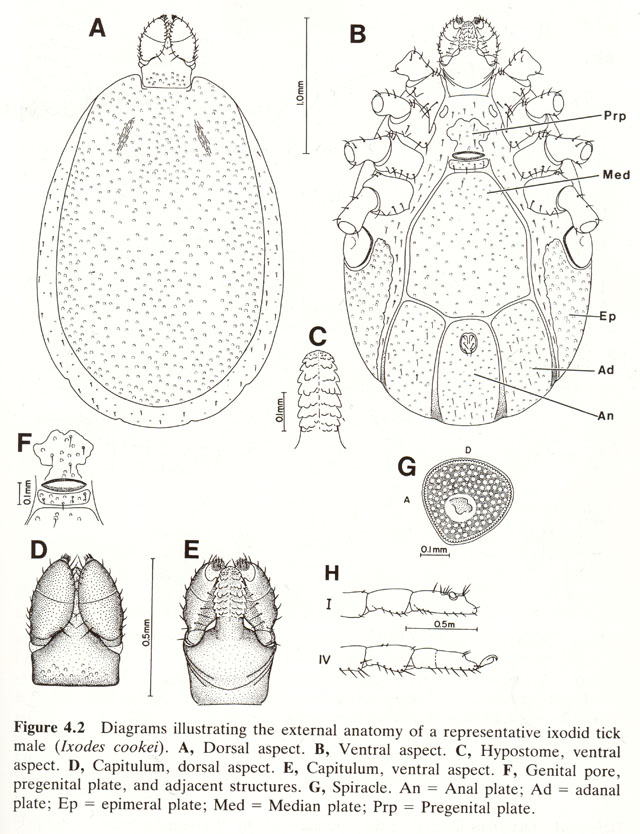 A
B
1.0mm
Prp
Med
C
Ep
0.1mm
Ad
An
F
G
D
0.1mm
A
0.1mm
D
E
H
I
0.5m
0.5mm
IV
Figure 4.2 Diagrams illustrating the external anatomy of a representative ixodid tick
male (Ixodes cookei). A, Dorsal aspect. B, Ventral aspect. C, Hypostome, ventral
aspect. D, Capitulum, dorsal aspect. E, Capitulum, ventral aspect. F, Genital pore,
pregenital plate, and adjacent structures. G, Spiracle. An = Anal plate; Ad = adanal
plate; Ep = epimeral plate; Med = Median plate; Prp = Pregenital plate.